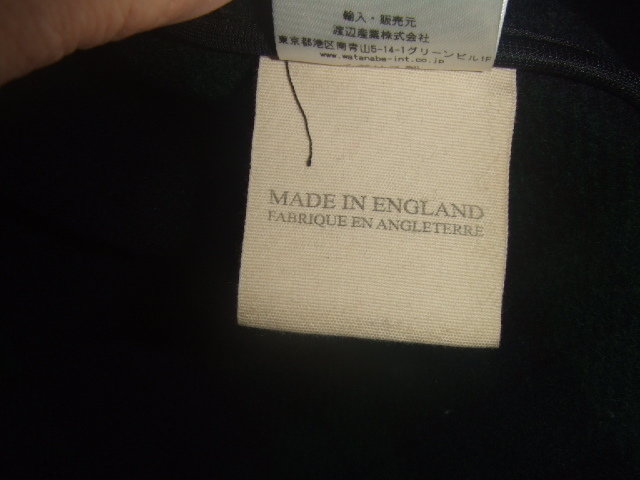 輸入・販売元
渡辺産業株式会社
東京都港区南青山5-14-1グリーンビル1F
www.watanabe-int.co.jp
MADE IN ENGLAND
FABRIQUE EN ANGLETERRE